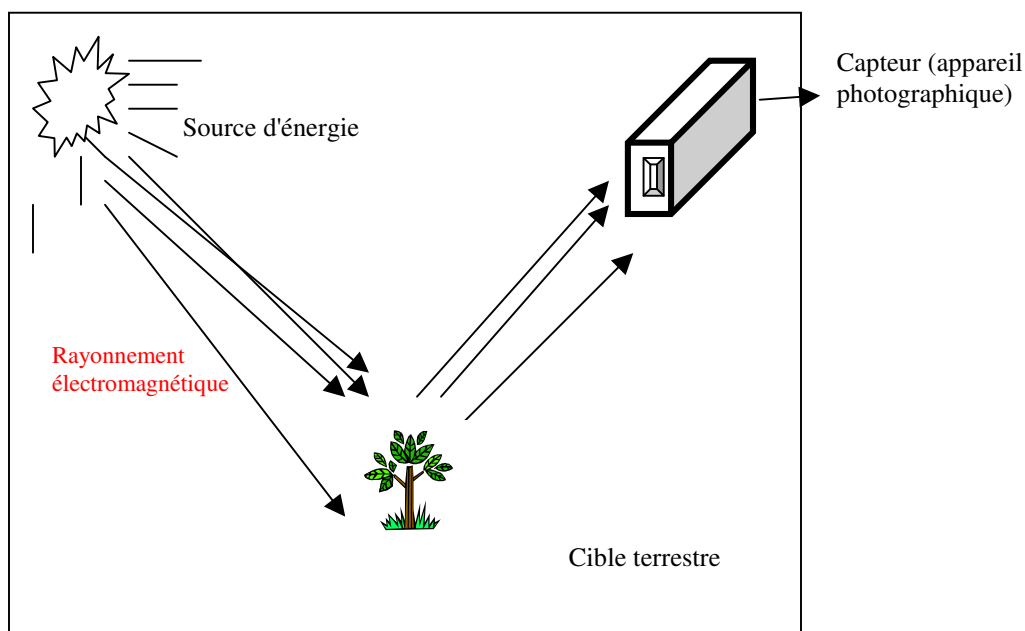 Capteur (appareil
photographique)
Source d'énergie
Rayonnement
électromagnétique
Cible terrestre